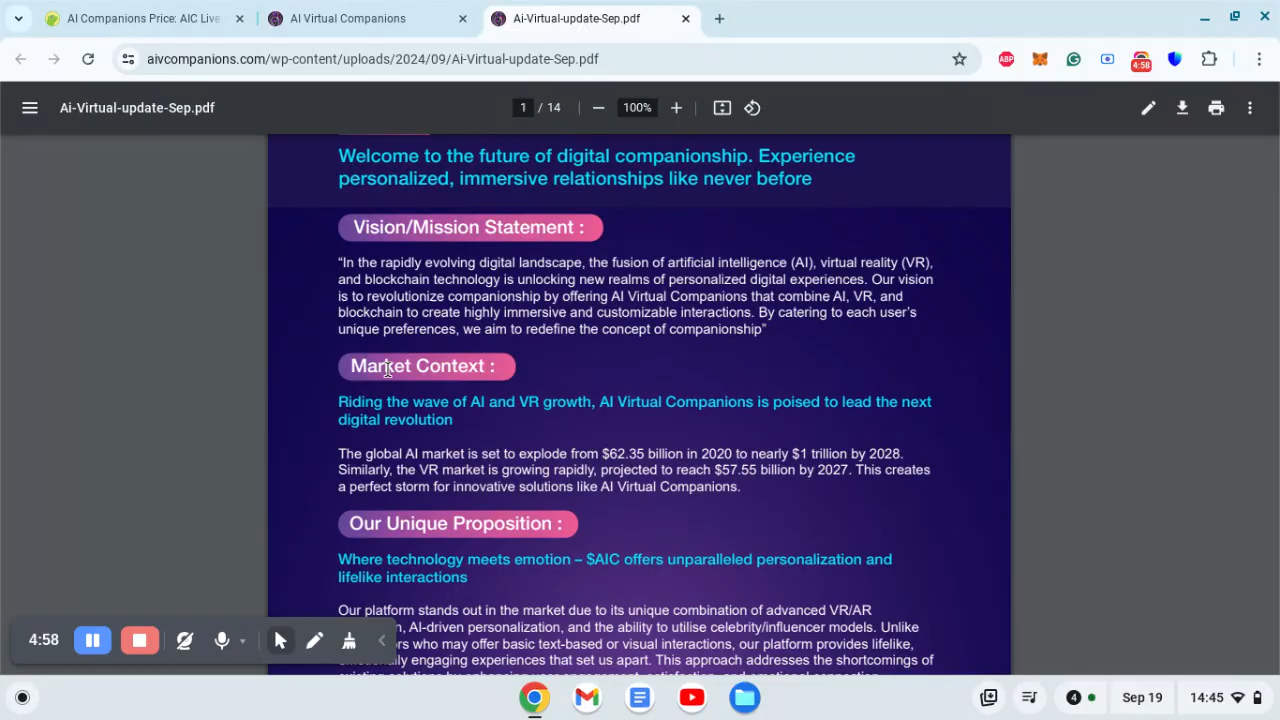 AI Companions Price: AIC Live
AI Virtual Companions
Ai-Virtual-update-Sep.pdf
aivcompanions.com/wp-content/uploads/2024/09/Ai-Virtual-update-Sep.pdf
ABP
4:58
Ai-Virtual-update-Sep.pdf
1 / 14
100%
Welcome to the future of digital companionship. Experience
personalized, immersive relationships like never before
Vision/Mission Statement :
“In the rapidly evolving digital landscape, the fusion of artificial intelligence (AI), virtual reality (VR),
and blockchain technology is unlocking new realms of personalized digital experiences. Our vision
is to revolutionize companionship by offering AI Virtual Companions that combine AI, VR, and
blockchain to create highly immersive and customizable interactions. By catering to each user’s
unique preferences, we aim to redefine the concept of companionship”
Market Context :
Riding the wave of AI and VR growth, AI Virtual Companions is poised to lead the next
digital revolution
The global AI market is set to explode from $62.35 billion in 2020 to nearly $1 trillion by 2028.
Similarly, the VR market is growing rapidly, projected to reach $57.55 billion by 2027. This creates
a perfect storm for innovative solutions like AI Virtual Companions.
Our Unique Proposition :
Where technology meets emotion – $AIC offers unparalleled personalization and
lifelike interactions
Our platform stands out in the market due to its unique combination of advanced VR/AR
AI-driven personalization, and the ability to utilise celebrity/influencer models. Unlike
who may offer basic text-based or visual interactions, our platform provides lifelike,
engaging experiences that set us apart. This approach addresses the shortcomings of
4:58
4
Sep 19
14:45